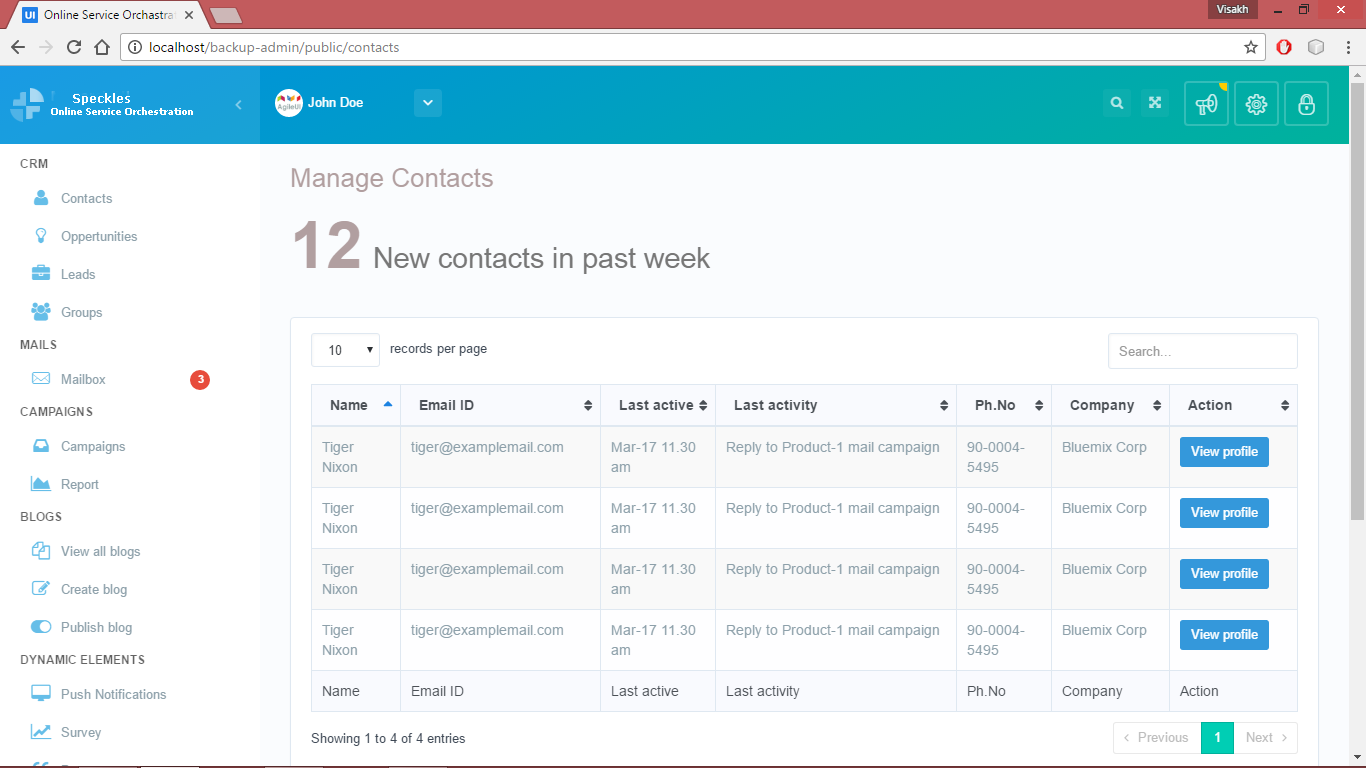 Visakh
UI Online Service Orchestra
localhost/backup-admin/public/contacts
Speckles
Online Service Orchestration
AgileUI
John Doe
CRM
Contacts
Oppertunities
Leads
Groups
MAILS
Mailbox 3
CAMPAIGNS
Campaigns
Report
BLOGS
View all blogs
Create blog
Publish blog
DYNAMIC ELEMENTS
Push Notifications
Survey
Manage Contacts
12 New contacts in past week
10 records per page
Search...
Name Email ID Last active Last activity Ph.No Company Action
Tiger tiger@examplemail.com Mar-17 11.30 Reply to Product-1 mail campaign 90-0004- Bluemix Corp View profile
Nixon am 5495
Tiger tiger@examplemail.com Mar-17 11.30 Reply to Product-1 mail campaign 90-0004- Bluemix Corp View profile
Nixon am 5495
Tiger tiger@examplemail.com Mar-17 11.30 Reply to Product-1 mail campaign 90-0004- Bluemix Corp View profile
Nixon am 5495
Tiger tiger@examplemail.com Mar-17 11.30 Reply to Product-1 mail campaign 90-0004- Bluemix Corp View profile
Nixon am 5495
Name Email ID Last active Last activity Ph.No Company Action
Showing 1 to 4 of 4 entries
Previous 1 Next